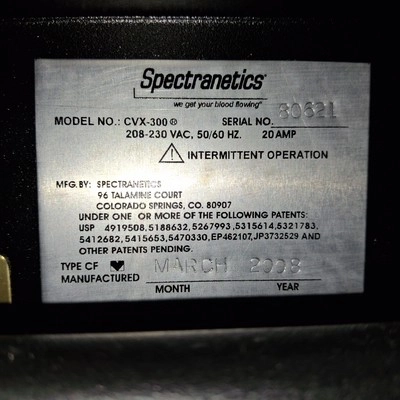 Spectranetics®
we get your blood flowing™
MODEL NO.: CVX-300® SERIAL NO. 30621
208-230 VAC, 50/60 HZ. 20 AMP
INTERMITTENT OPERATION
MFG.BY: SPECTRANETICS
96 TALAMINE COURT
COLORADO SPRINGS, CO. 80907
UNDER ONE OR MORE OF THE FOLLOWING PATENTS:
USP 4919508,5188632,5267993,5315614,5321783,
5412682,5415653,5470330,EP462107,JP3732529 AND
OTHER PATENTS PENDING.
TYPE CF
MANUFACTURED MARCH 2008
MONTH YEAR